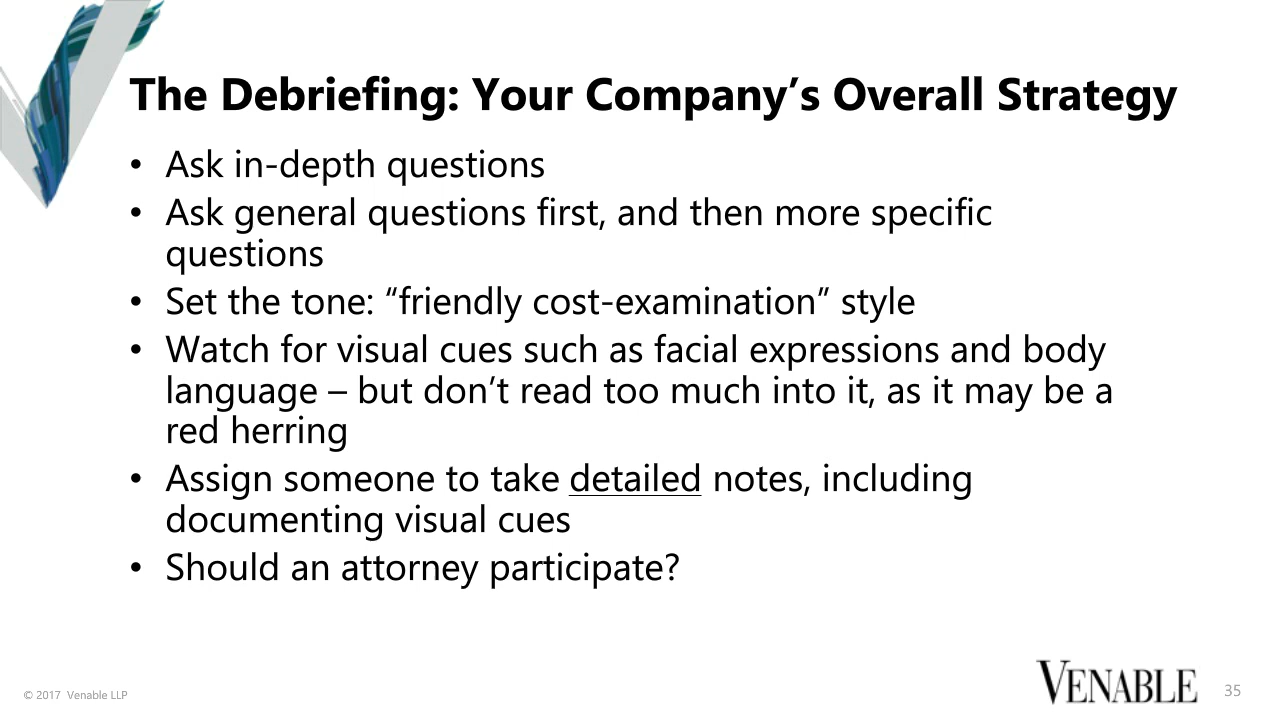 The Debriefing: Your Company’s Overall Strategy
• Ask in-depth questions
• Ask general questions first, and then more specific
questions
• Set the tone: “friendly cost-examination” style
• Watch for visual cues such as facial expressions and body
language – but don’t read too much into it, as it may be a
red herring
• Assign someone to take detailed notes, including
documenting visual cues
• Should an attorney participate?
© 2017 Venable LLP
VENABLE
35